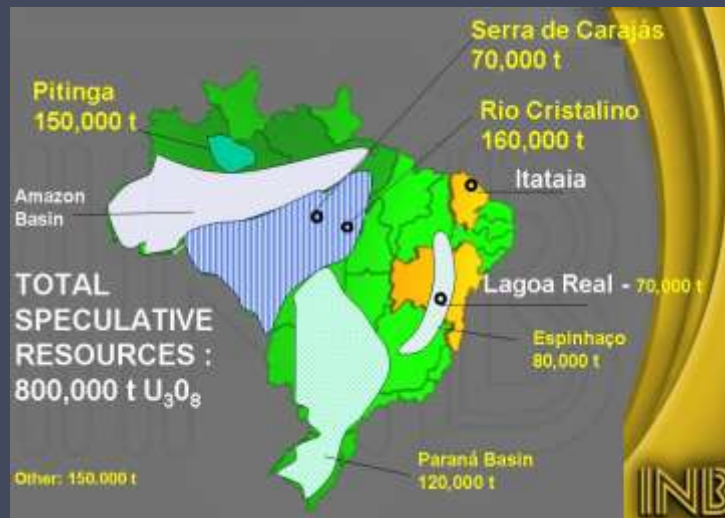 Serra de Carajás
70,000 t
Pitinga
150,000 t
Rio Cristalino
160,000 t
Itataia
Amazon
Basin
TOTAL
SPECULATIVE
RESOURCES :
800,000 t U₃0₈
Lagoa Real - 70,000 t
Espinhaço
80,000 t
Paraná Basin
120,000 t
Other: 150.000 t
INB